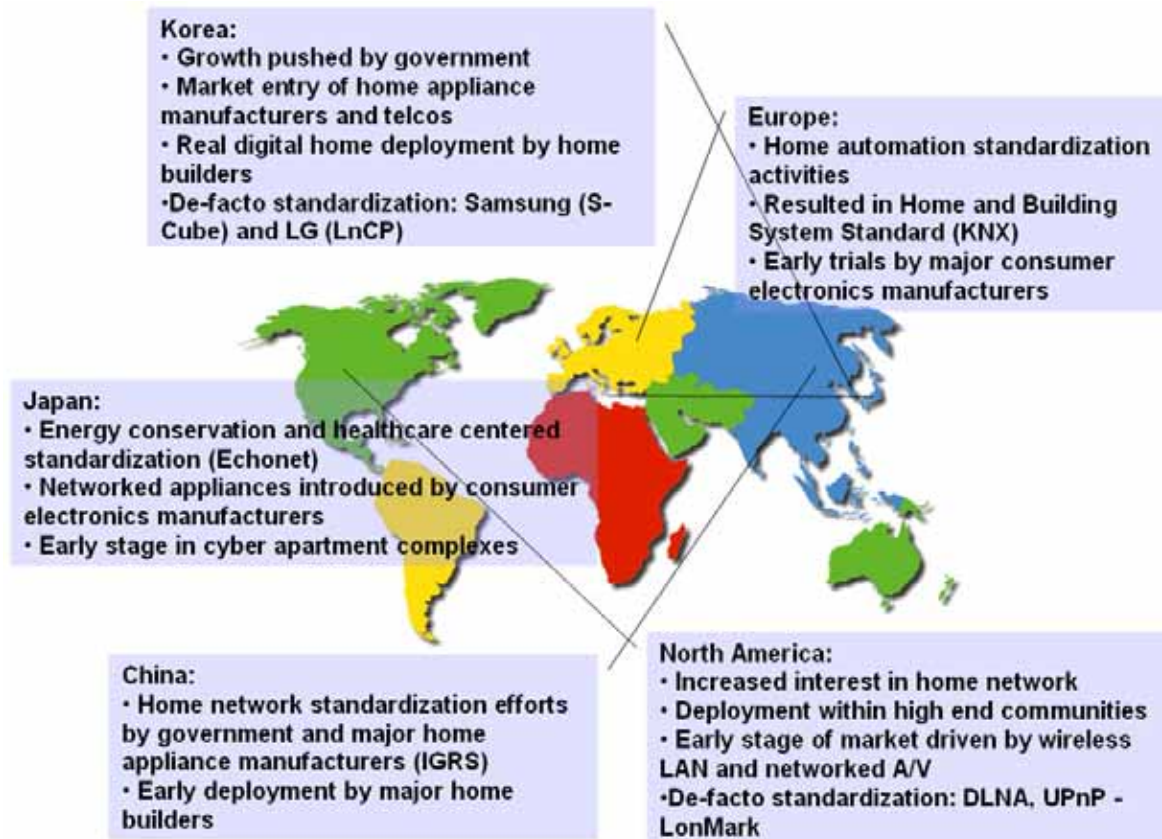 Korea:
• Growth pushed by government
• Market entry of home appliance
manufacturers and telcos
• Real digital home deployment by home
builders
•De-facto standardization: Samsung (S-
Cube) and LG (LnCP)
Europe:
• Home automation standardization
activities
• Resulted in Home and Building
System Standard (KNX)
• Early trials by major consumer
electronics manufacturers
Japan:
• Energy conservation and healthcare centered
standardization (Echonet)
• Networked appliances introduced by consumer
electronics manufacturers
• Early stage in cyber apartment complexes
China:
• Home network standardization efforts
by government and major home
appliance manufacturers (IGRS)
• Early deployment by major home
builders
North America:
• Increased interest in home network
• Deployment within high end communities
• Early stage of market driven by wireless
LAN and networked A/V
•De-facto standardization: DLNA, UPnP -
LonMark